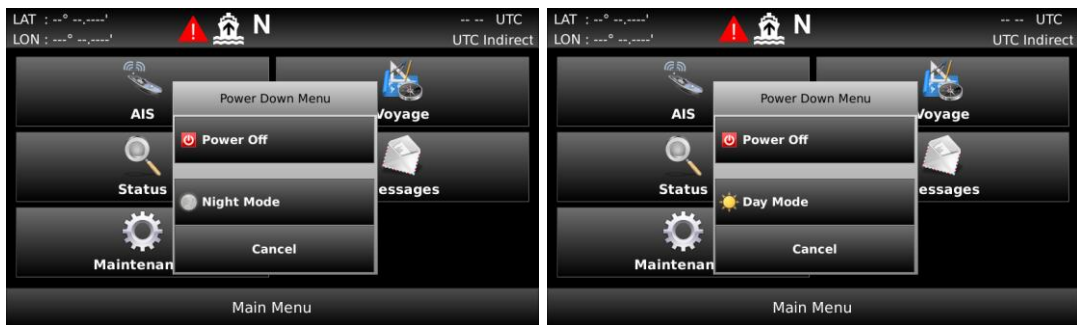 LAT : --° --,----'
LON : ---° --,----'
N
-- -- UTC
UTC Indirect
AIS
Voyage
Power Down Menu
Power Off
Status
essages
Night Mode
Maintenan
Cancel
Main Menu
LAT : --° --,----'
LON : ---° --,----'
N
-- -- UTC
UTC Indirect
AIS
Voyage
Power Down Menu
Power Off
Status
essages
Day Mode
Maintenan
Cancel
Main Menu